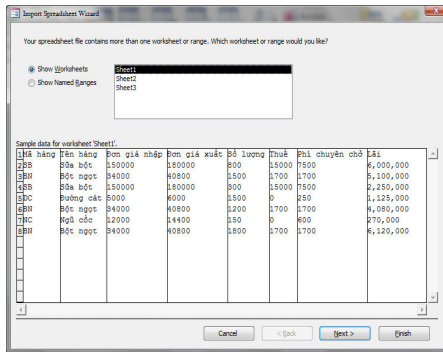 Import Spreadsheet Wizard
Your spreadsheet file contains more than one worksheet or range. Which worksheet or range would you like?
Show Worksheets
Show Named Ranges
Sheet1
Sheet2
Sheet3
Sample data for worksheet 'Sheet1'.
1 Mã hàng Tên hàng Đơn giá nhập Đơn giá xuất Số lượng Thuế Phí chuyên chở Lãi
2 SB Sữa bột 150000 180000 800 15000 7500 6,000,000
3 BN Bột ngọt 34000 40800 1500 1700 1700 5,100,000
4 SB Sữa bột 150000 180000 300 15000 7500 2,250,000
5 DC Đường cát 5000 6000 1500 0 250 1,125,000
6 BN Bột ngọt 34000 40800 1200 1700 1700 4,080,000
7 NC Ngũ cốc 12000 14400 150 0 600 270,000
8 BN Bột ngọt 34000 40800 1800 1700 1700 6,120,000
Cancel < Back Next > Finish